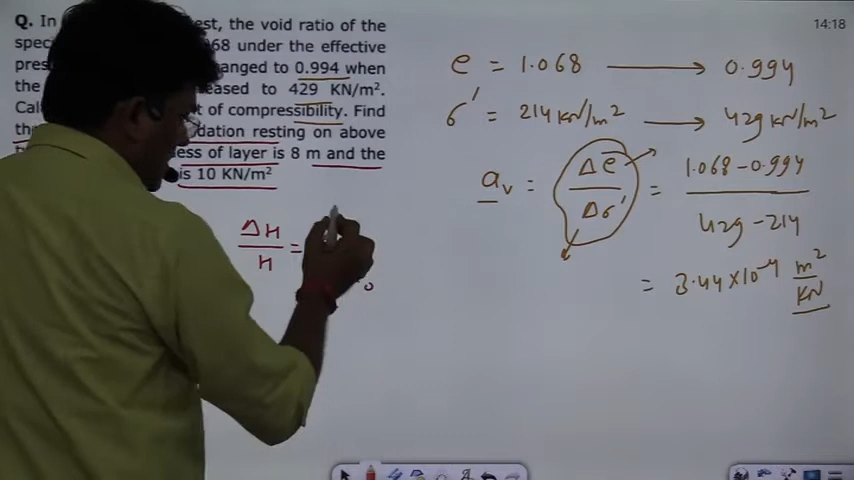 14:18
Q. In est, the void ratio of the
spec 068 under the effective
pres anged to 0.994 when
the eased to 429 KN/m².
Cal t of compressibility. Find
th dation resting on above
ess of layer is 8 m and the
is 10 KN/m²
e = 1.068 → 0.994
σ' = 214 KN/m² → 429 KN/m²
a_v = Δe/Δσ' = (1.068 - 0.994)/(429 - 214)
= 3.44 × 10⁻⁴ m²/KN
ΔH/H =